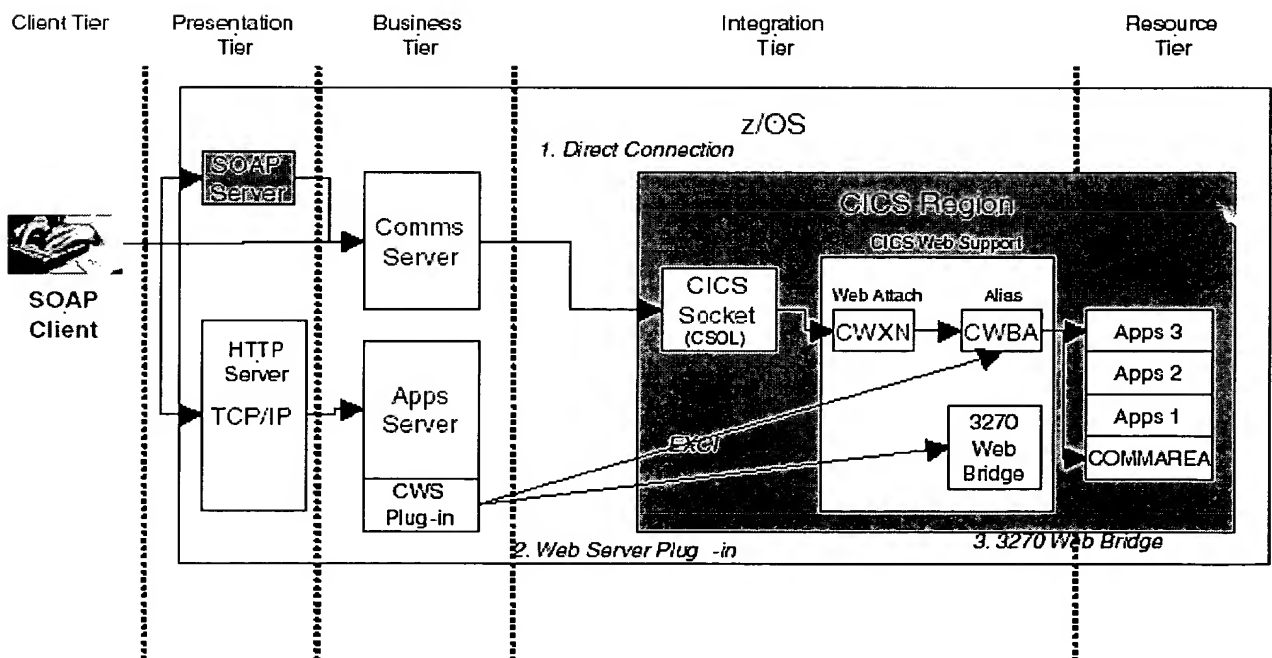 Client Tier
Presentation
Tier
Business
Tier
Integration
Tier
Resource
Tier
z/OS
1. Direct Connection
SOAP
Server
CICS Region
CICS Web Support
Comms
Server
SOAP
Client
CICS
Socket
(CSOL)
Web Attach
CWXN
Alias
CWBA
Apps 3
Apps 2
Apps 1
COMMAREA
HTTP
Server
TCP/IP
Apps
Server
CWS
Plug-in
EXCI
3270
Web
Bridge
2. Web Server Plug -in
3. 3270 Web Bridge